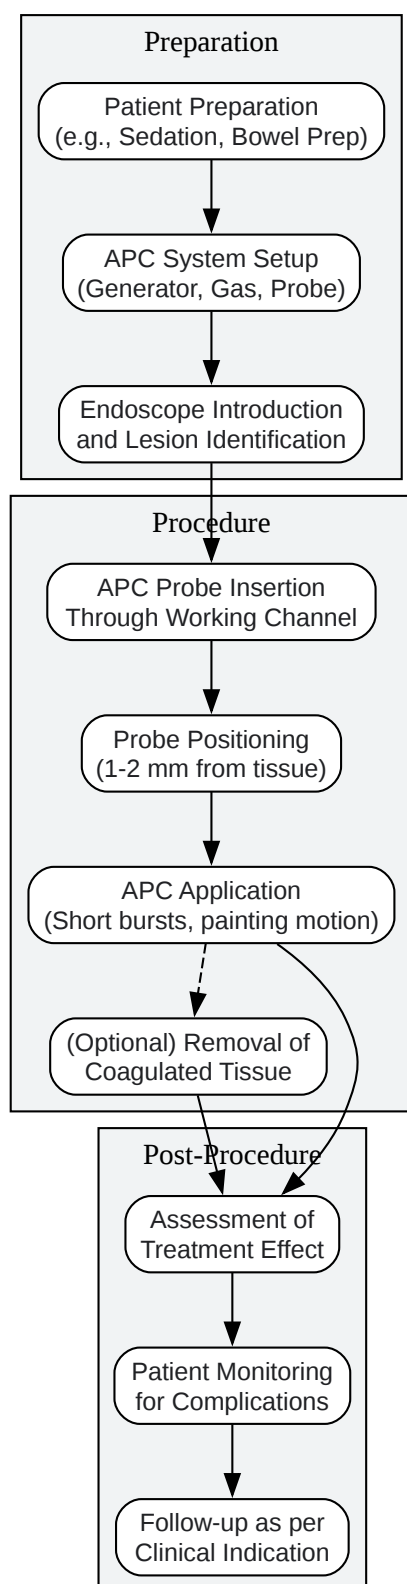 Preparation
Patient Preparation
(e.g., Sedation, Bowel Prep)
APC System Setup
(Generator, Gas, Probe)
Endoscope Introduction
and Lesion Identification
Procedure
APC Probe Insertion
Through Working Channel
Probe Positioning
(1-2 mm from tissue)
APC Application
(Short bursts, painting motion)
(Optional) Removal of
Coagulated Tissue
Post-Procedure
Assessment of
Treatment Effect
Patient Monitoring
for Complications
Follow-up as per
Clinical Indication